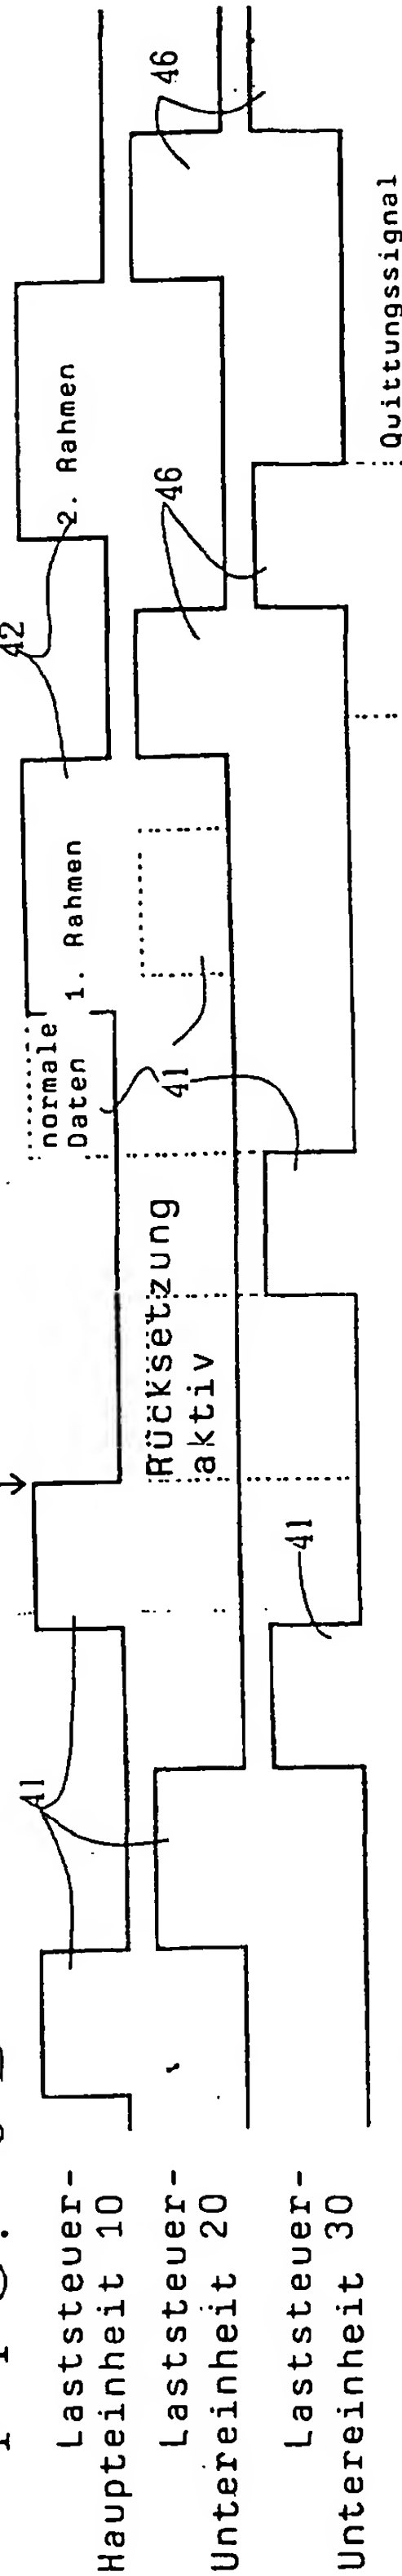 42
46
41
normale
Daten
1. Rahmen
2. Rahmen
Laststeuer-
Haupteinheit 10
Rücksetzung
aktiv
41
46
Laststeuer-
Untereinheit 20
41
Laststeuer-
Untereinheit 30
Quittungssignal